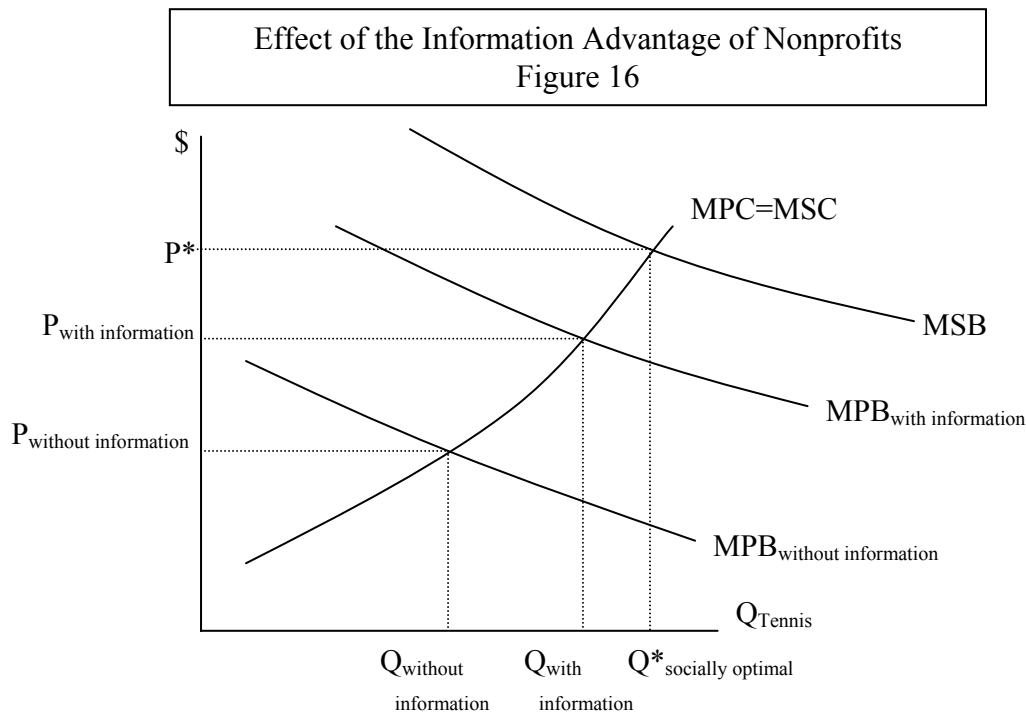 Effect of the Information Advantage of Nonprofits
Figure 16
$
MPC=MSC
P*
P with information
MSB
MPB with information
P without information
MPB without information
Q Tennis
Q without Q with Q* socially optimal
information information